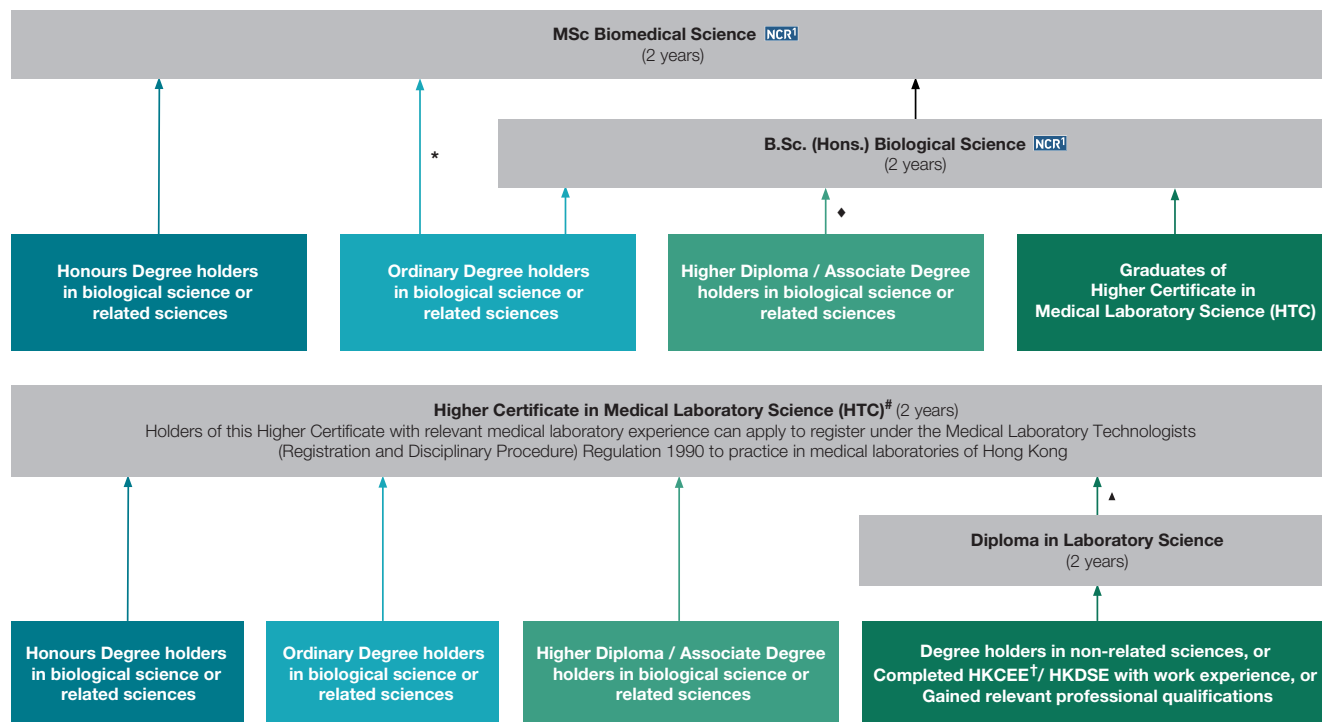 MSc Biomedical Science NCR¹
(2 years)
*
B.Sc. (Hons.) Biological Science NCR¹
(2 years)
♦
Honours Degree holders
in biological science or
related sciences
Ordinary Degree holders
in biological science or
related sciences
Higher Diploma / Associate Degree
holders in biological science or
related sciences
Graduates of
Higher Certificate in
Medical Laboratory Science (HTC)
Higher Certificate in Medical Laboratory Science (HTC)# (2 years)
Holders of this Higher Certificate with relevant medical laboratory experience can apply to register under the Medical Laboratory Technologists
(Registration and Disciplinary Procedure) Regulation 1990 to practice in medical laboratories of Hong Kong
▲
Diploma in Laboratory Science
(2 years)
Honours Degree holders
in biological science or
related sciences
Ordinary Degree holders
in biological science or
related sciences
Higher Diploma / Associate Degree
holders in biological science or
related sciences
Degree holders in non-related sciences, or
Completed HKCEE†/ HKDSE with work experience, or
Gained relevant professional qualifications